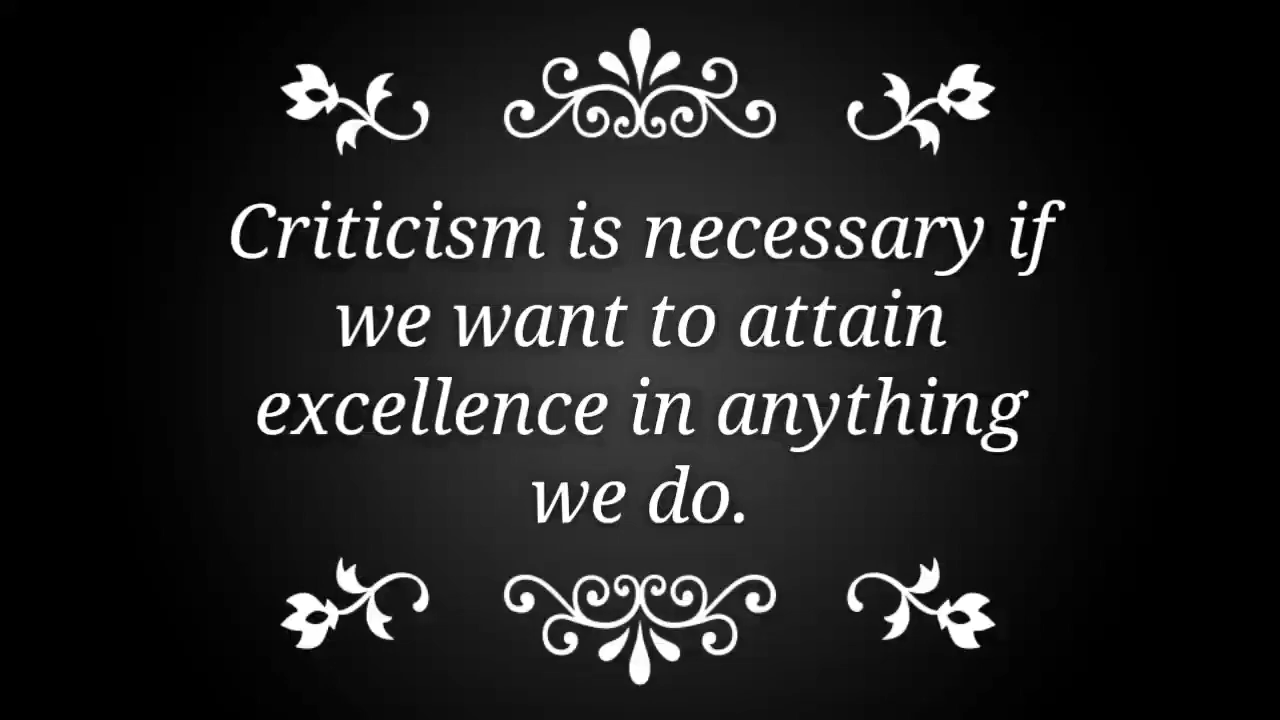 Criticism is necessary if
we want to attain
excellence in anything
we do.